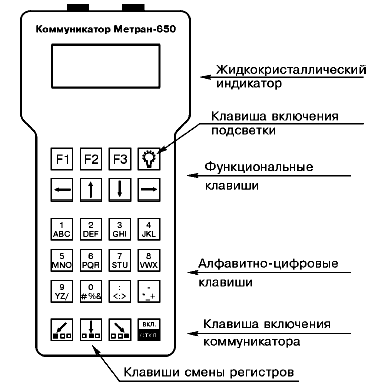 Коммуникатор Метран-650
Жидкокристаллический
индикатор
Клавиша включения
подсветки
F1 F2 F3
Функциональные
клавиши
1 2 3 4
ABC DEF GHI JKL
5 6 7 8
MNO PQR STU VWX
Алфавитно-цифровые
клавиши
9 0 : -
YZ/ #%& <:> *_+
ВКЛ.
Клавиша включения
коммуникатора
Клавиши смены регистров